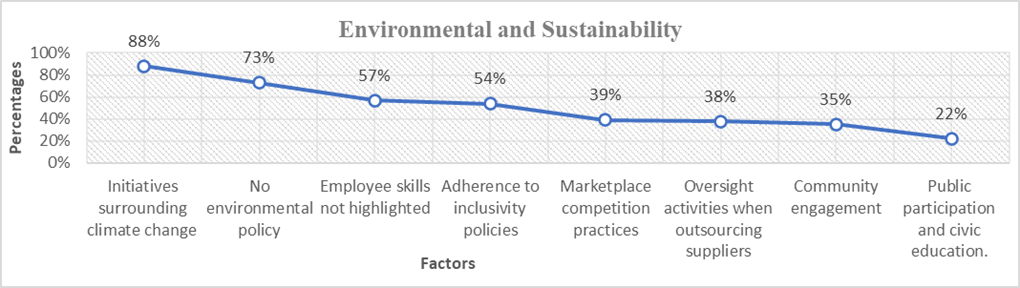 Environmental and Sustainability
Percentages
100%
80%
60%
40%
20%
0%
88%
73%
57%
54%
39%
38%
35%
22%
Initiatives
surrounding
climate change
No
environmental
policy
Employee skills
not highlighted
Adherence to
inclusivity
policies
Marketplace
competition
practices
Oversight
activities when
outsourcing
suppliers
Community
engagement
Public
participation
and civic
education.
Factors